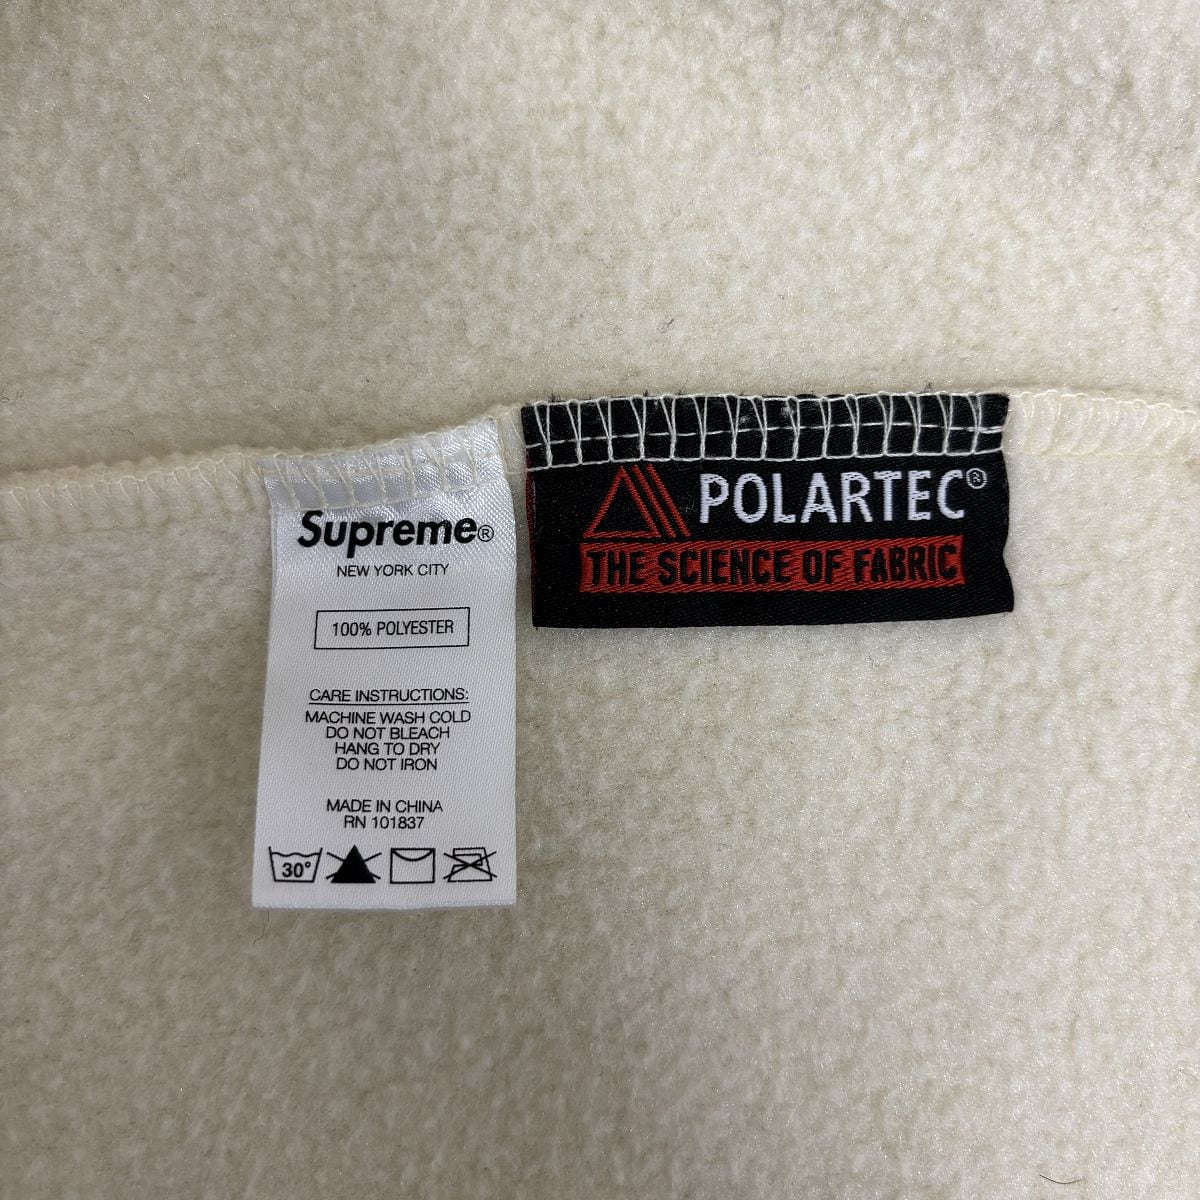 Supreme®
NEW YORK CITY
100% POLYESTER
CARE INSTRUCTIONS:
MACHINE WASH COLD
DO NOT BLEACH
HANG TO DRY
DO NOT IRON
MADE IN CHINA
RN 101837
30°
POLARTEC®
THE SCIENCE OF FABRIC